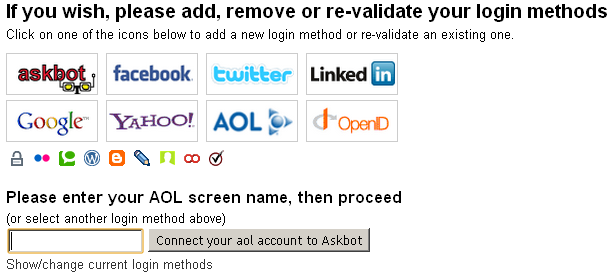 If you wish, please add, remove or re-validate your login methods
Click on one of the icons below to add a new login method or re-validate an existing one.
askbot facebook twitter Linked in
Google™ YAHOO! AOL OpenID
Please enter your AOL screen name, then proceed
(or select another login method above)
Connect your aol account to Askbot
Show/change current login methods